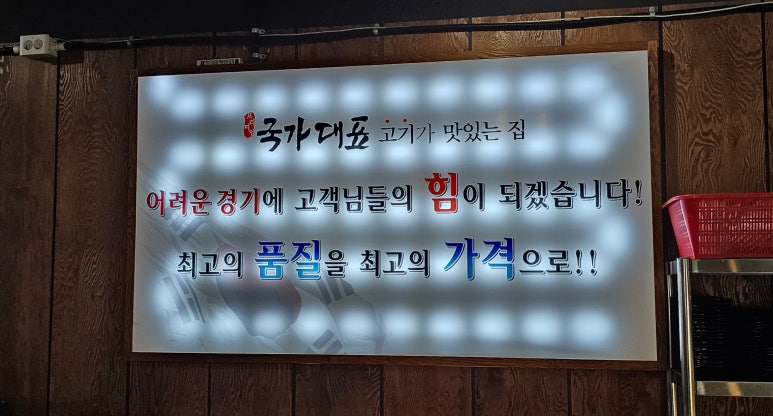 국가대표 고기가 맛있는 집
어려운 경기에 고객님들의 힘이 되겠습니다!
최고의 품질을 최고의 가격으로!!